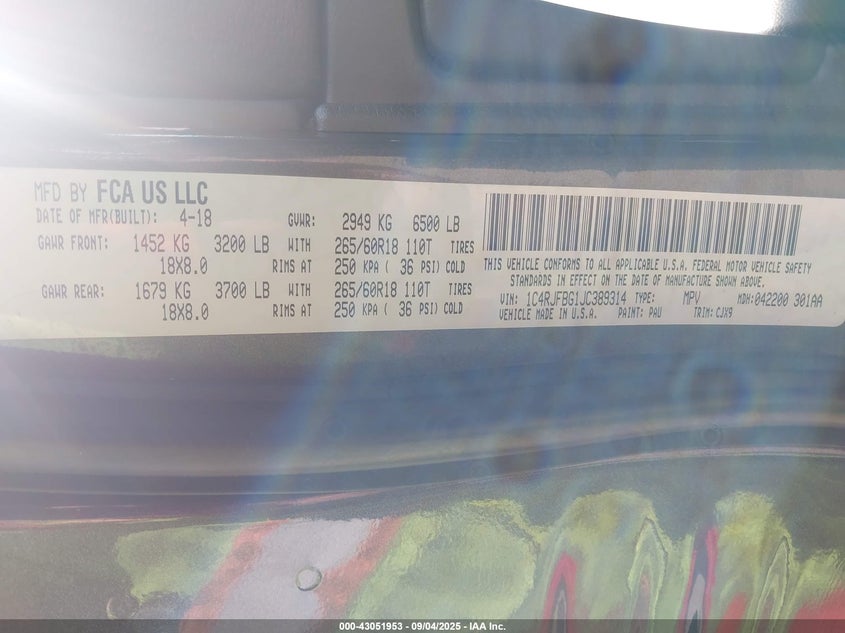 MFD BY FCA US LLC
DATE OF MFR(BUILT): 4-18 GVWR: 2949 KG 6500 LB
GAWR FRONT: 1452 KG 3200 LB WITH 265/60R18 110T TIRES
18X8.0 RIMS AT 250 KPA ( 36 PSI) COLD
GAWR REAR: 1679 KG 3700 LB WITH 265/60R18 110T TIRES
18X8.0 RIMS AT 250 KPA ( 36 PSI) COLD
THIS VEHICLE CONFORMS TO ALL APPLICABLE U.S.A. FEDERAL MOTOR VEHICLE SAFETY
STANDARDS IN EFFECT ON THE DATE OF MANUFACTURE SHOWN ABOVE.
VIN: 1C4RJFBG1JC389314 TYPE: MPV MDH: 042200 301AA
VEHICLE MADE IN U.S.A. PAINT: PAU TRIM: CJX9
000-43051953 - 09/04/2025 - IAA Inc.